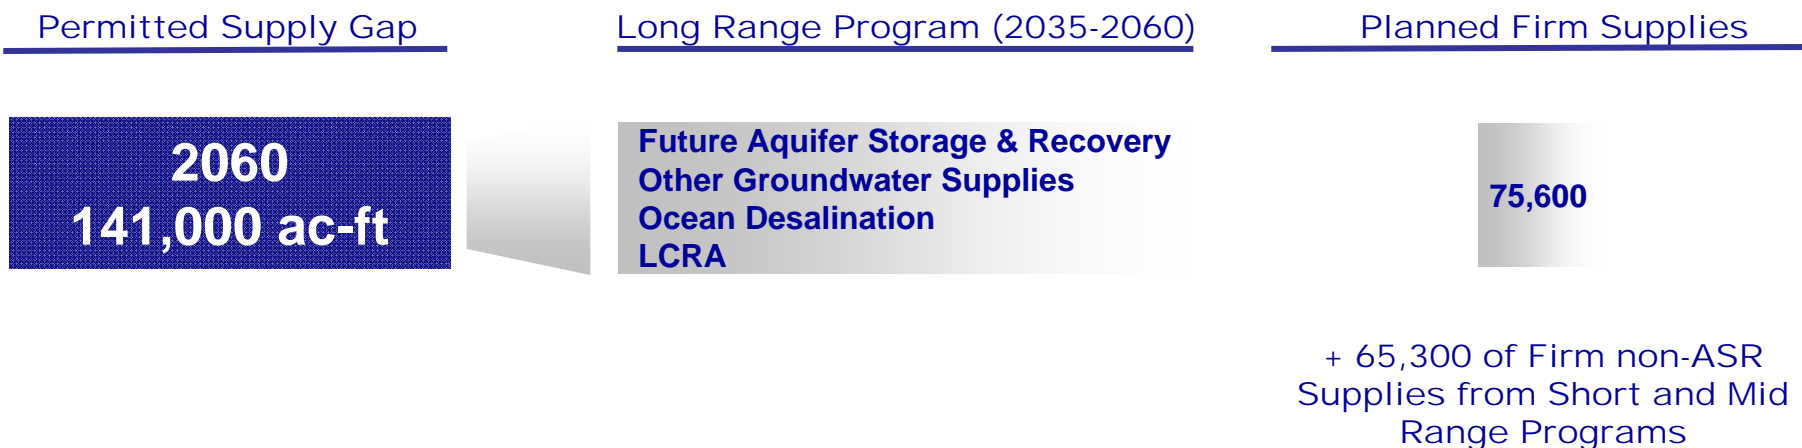 Permitted Supply Gap
Long Range Program (2035-2060)
Planned Firm Supplies
2060
141,000 ac-ft
Future Aquifer Storage & Recovery
Other Groundwater Supplies
Ocean Desalination
LCRA
75,600
+ 65,300 of Firm non-ASR
Supplies from Short and Mid
Range Programs